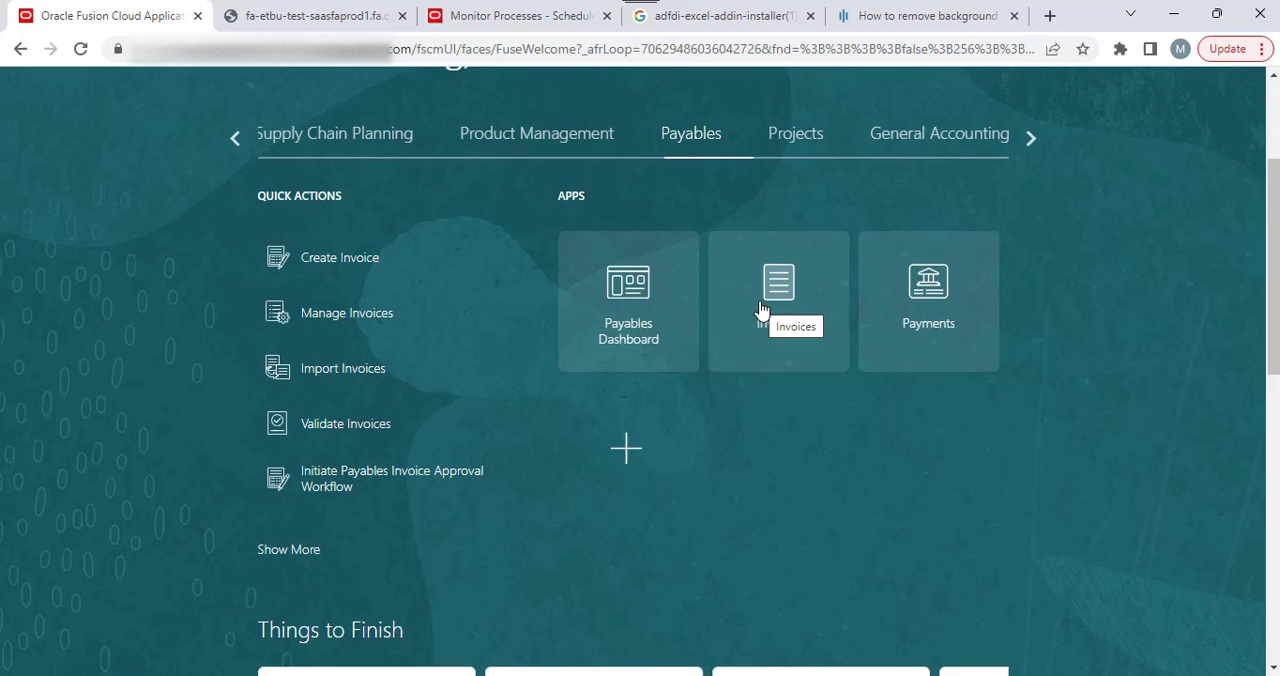 Oracle Fusion Cloud Applicat
fa-etbu-test-saasfaprod1.fa.c
Monitor Processes - Schedul
adfdi-excel-addin-installer(1)
How to remove background
com/fscmUI/faces/FuseWelcome?_afrLoop=70629486036042726&fnd=%3B%3B%3B%3Bfalse%3B256%3B%3B...
M
Update
Supply Chain Planning
Product Management
Payables
Projects
General Accounting
QUICK ACTIONS
APPS
Create Invoice
Manage Invoices
Import Invoices
Validate Invoices
Initiate Payables Invoice Approval
Workflow
Show More
Payables
Dashboard
Invoices
Payments
Things to Finish